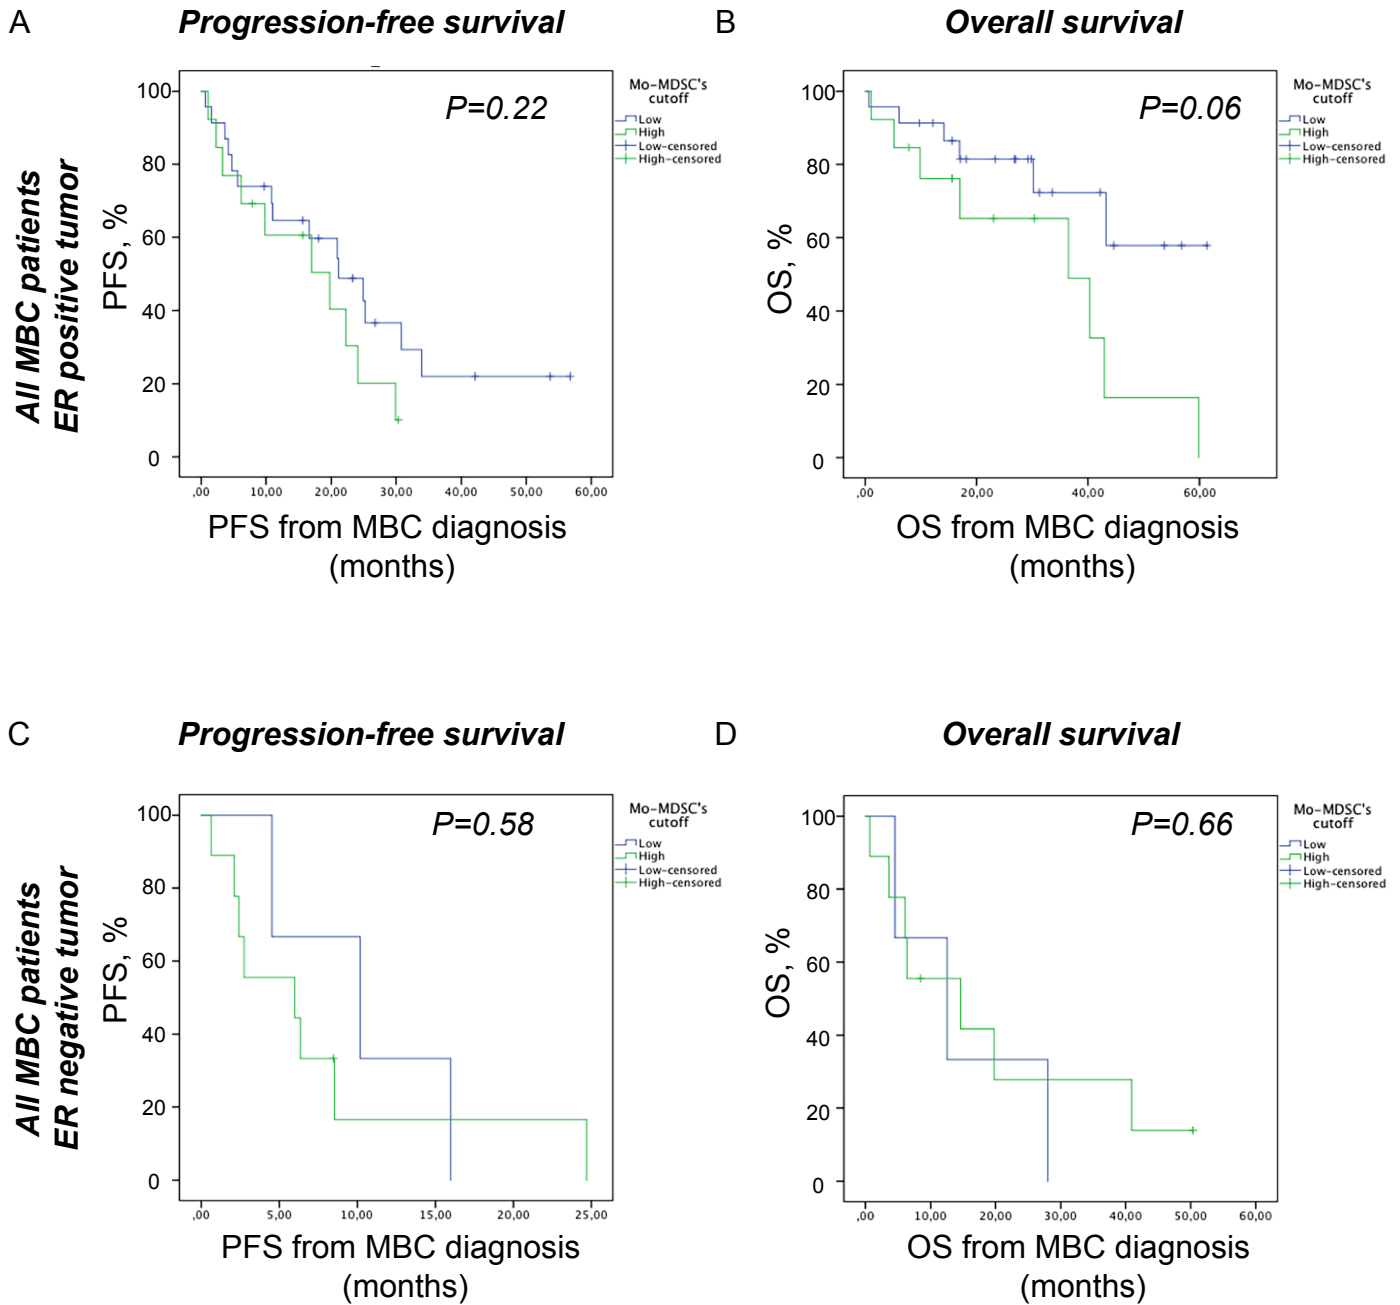 A
Progression-free survival
B
Overall survival
All MBC patients
ER positive tumor
PFS, %
100
80
60
40
20
0
P=0.22
Mo-MDSC's
cutoff
Low
High
Low-censored
High-censored
,00 10,00 20,00 30,00 40,00 50,00 60,00
PFS from MBC diagnosis
(months)
OS, %
100
80
60
40
20
0
P=0.06
Mo-MDSC's
cutoff
Low
High
Low-censored
High-censored
,00 20,00 40,00 60,00
OS from MBC diagnosis
(months)
C
Progression-free survival
D
Overall survival
All MBC patients
ER negative tumor
PFS, %
100
80
60
40
20
0
P=0.58
Mo-MDSC's
cutoff
Low
High
Low-censored
High-censored
,00 5,00 10,00 15,00 20,00 25,00
PFS from MBC diagnosis
(months)
OS, %
100
80
60
40
20
0
P=0.66
Mo-MDSC's
cutoff
Low
High
Low-censored
High-censored
,00 10,00 20,00 30,00 40,00 50,00 60,00
OS from MBC diagnosis
(months)